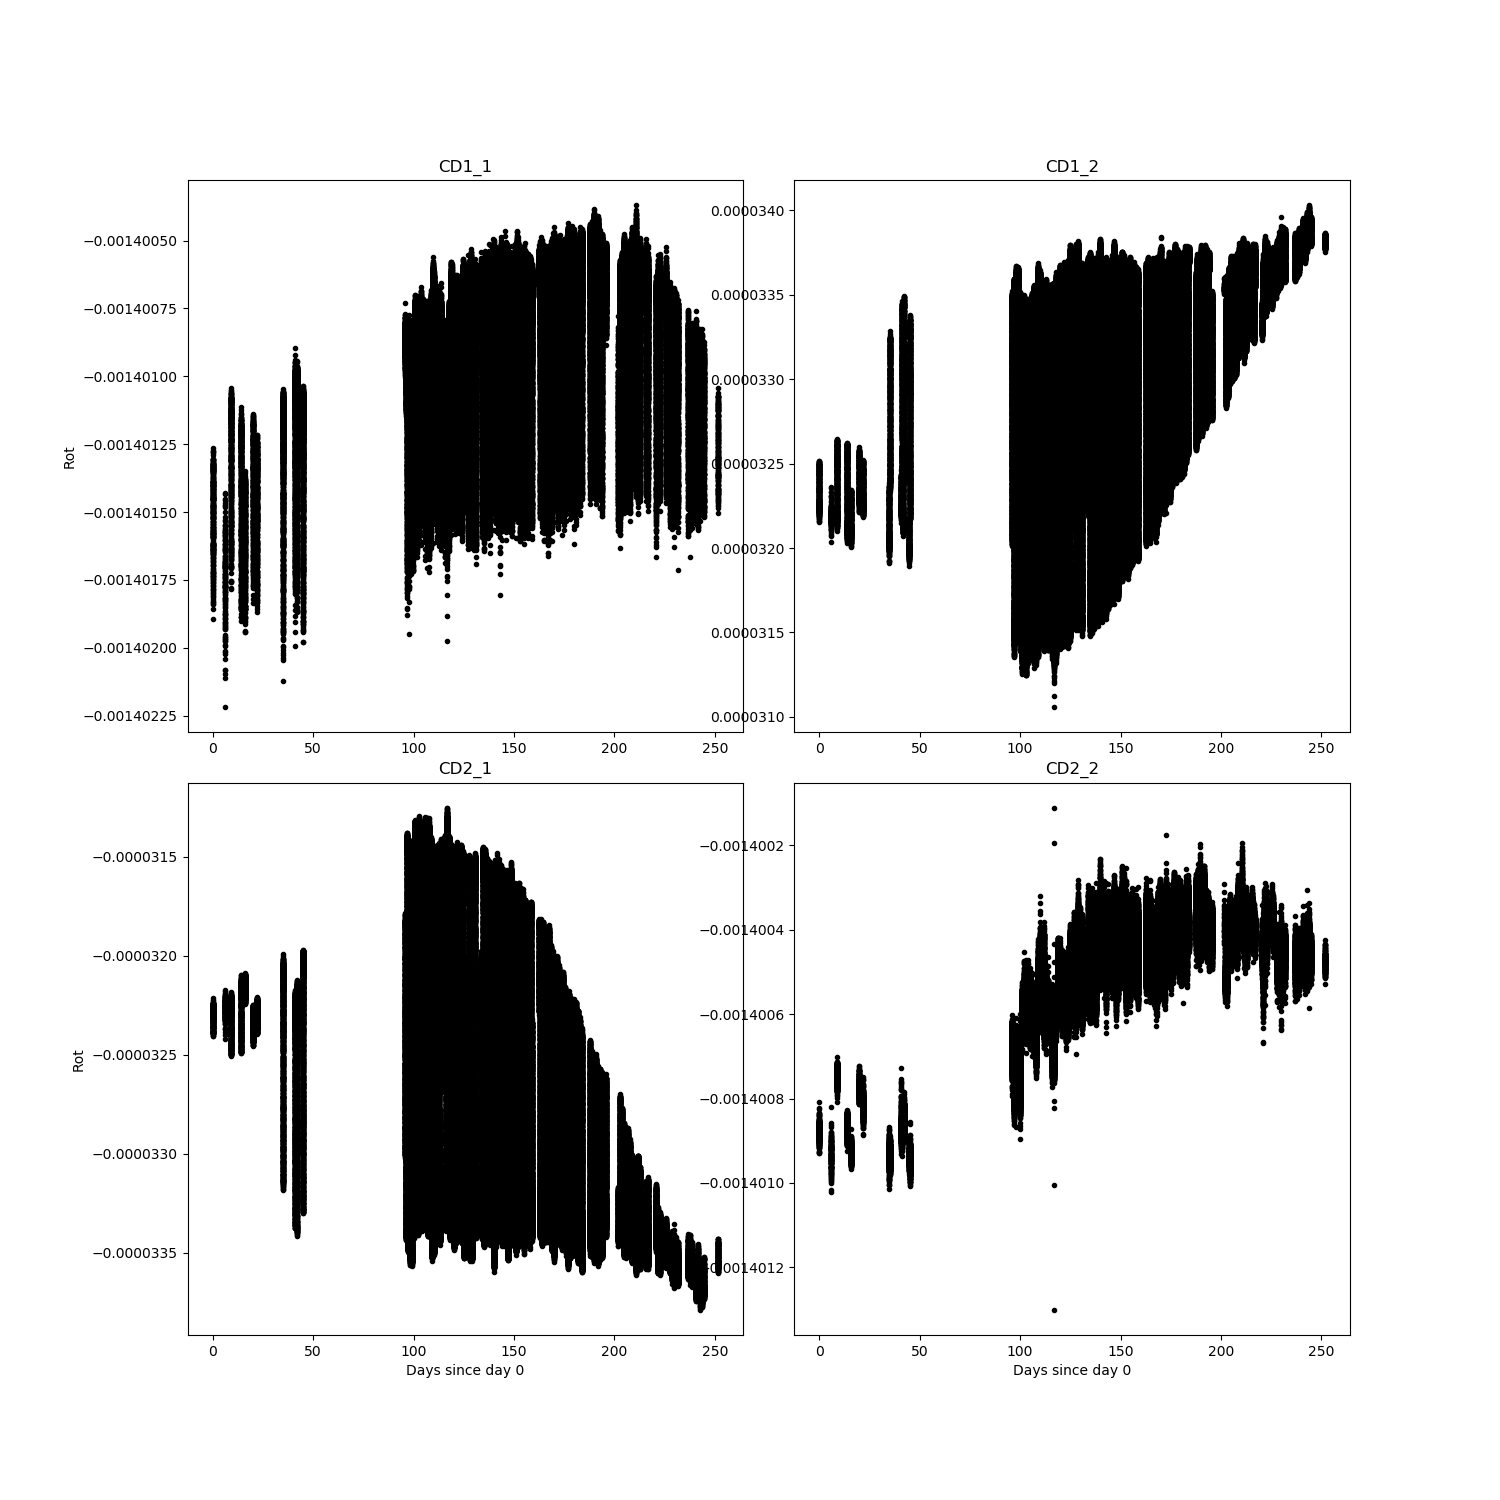 CD1_1
CD1_2
Rot
−0.00140050
−0.00140075
−0.00140100
−0.00140125
−0.00140150
−0.00140175
−0.00140200
−0.00140225
0 50 100 150 200 250
0.0000340
0.0000335
0.0000330
0.0000325
0.0000320
0.0000315
0.0000310
0 50 100 150 200 250
CD2_1
CD2_2
Rot
−0.0000315
−0.0000320
−0.0000325
−0.0000330
−0.0000335
0 50 100 150 200 250
Days since day 0
−0.0014002
−0.0014004
−0.0014006
−0.0014008
−0.0014010
−0.0014012
0 50 100 150 200 250
Days since day 0